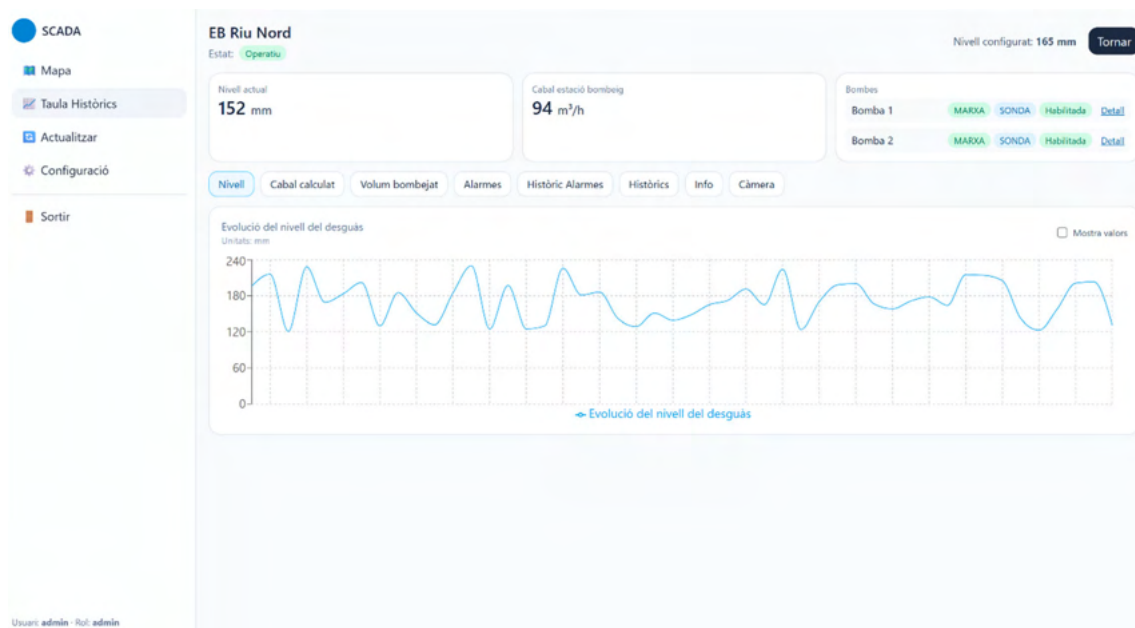 SCADA
Mapa
Taula Històrics
Actualitzar
Configuració
Sortir
Usuari: admin · Rol: admin
EB Riu Nord
Estat: Operatiu
Nivell configurat: 165 mm
Tornar
Nivell actual
152 mm
Cabal estació bombeig
94 m³/h
Bombes
Bomba 1 MARXA SONDA Habilitada Detall
Bomba 2 MARXA SONDA Habilitada Detall
Nivell Cabal calculat Volum bombejat Alarmes Històric Alarmes Històrics Info Càmera
Evolució del nivell del desguàs
Unitats: mm
Mostra valors
240
180
120
60
0
Evolució del nivell del desguàs